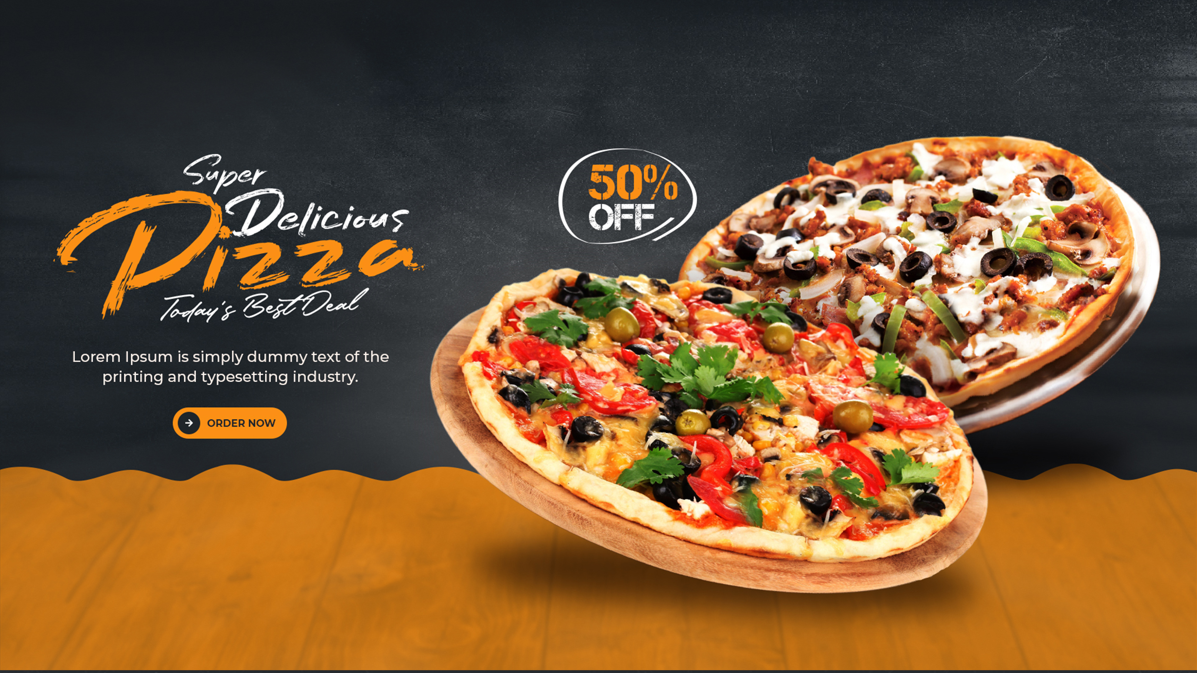 Super
Delicious
Pizza
Today's Best Deal
Lorem Ipsum is simply dummy text of the
printing and typesetting industry.
ORDER NOW
50%
OFF